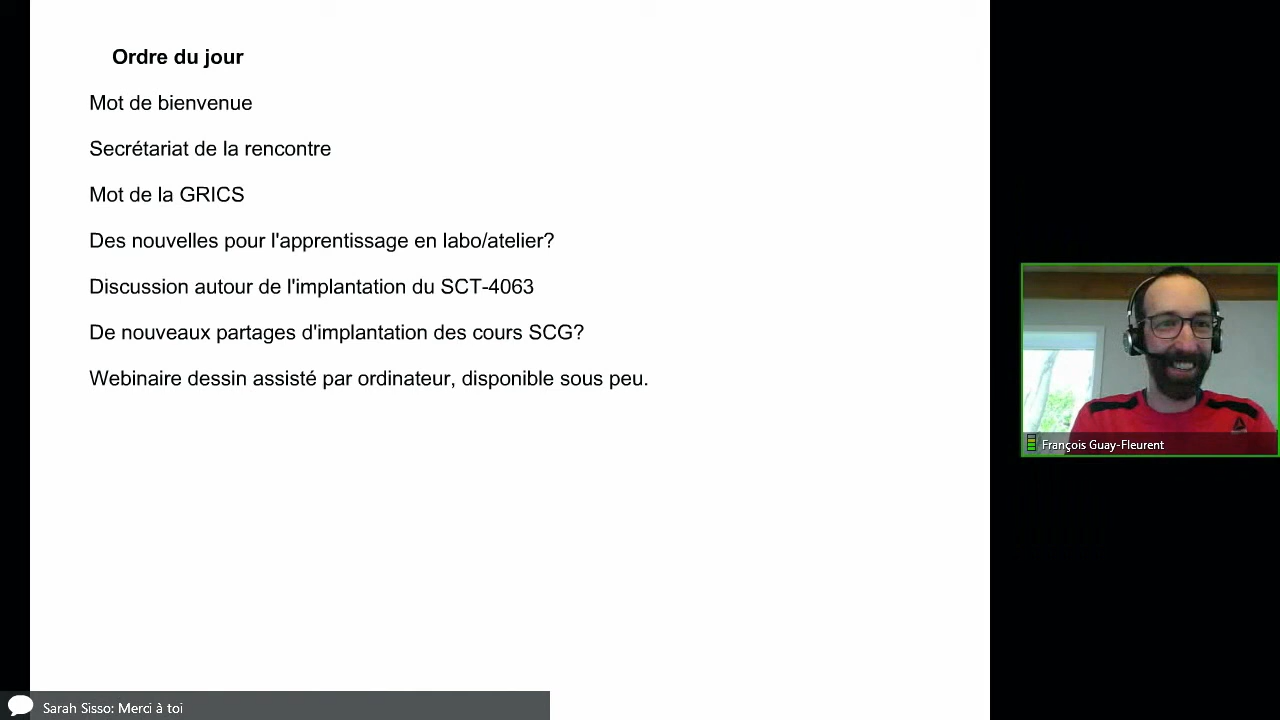 Ordre du jour
Mot de bienvenue
Secrétariat de la rencontre
Mot de la GRICS
Des nouvelles pour l'apprentissage en labo/atelier?
Discussion autour de l'implantation du SCT-4063
De nouveaux partages d'implantation des cours SCG?
Webinaire dessin assisté par ordinateur, disponible sous peu.
François Guay-Fleurent
Sarah Sisso: Merci à toi